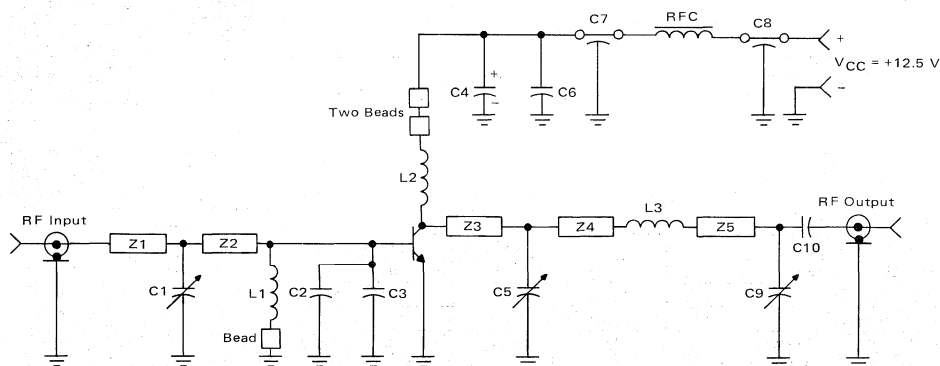 C7
RFC
C8
+
VCC = +12.5 V
-
+
C4
-
C6
Two Beads
L2
RF Input
Z1
Z2
Z3
Z4
L3
Z5
RF Output
C10
C1
L1
C2
C3
C5
C9
Bead